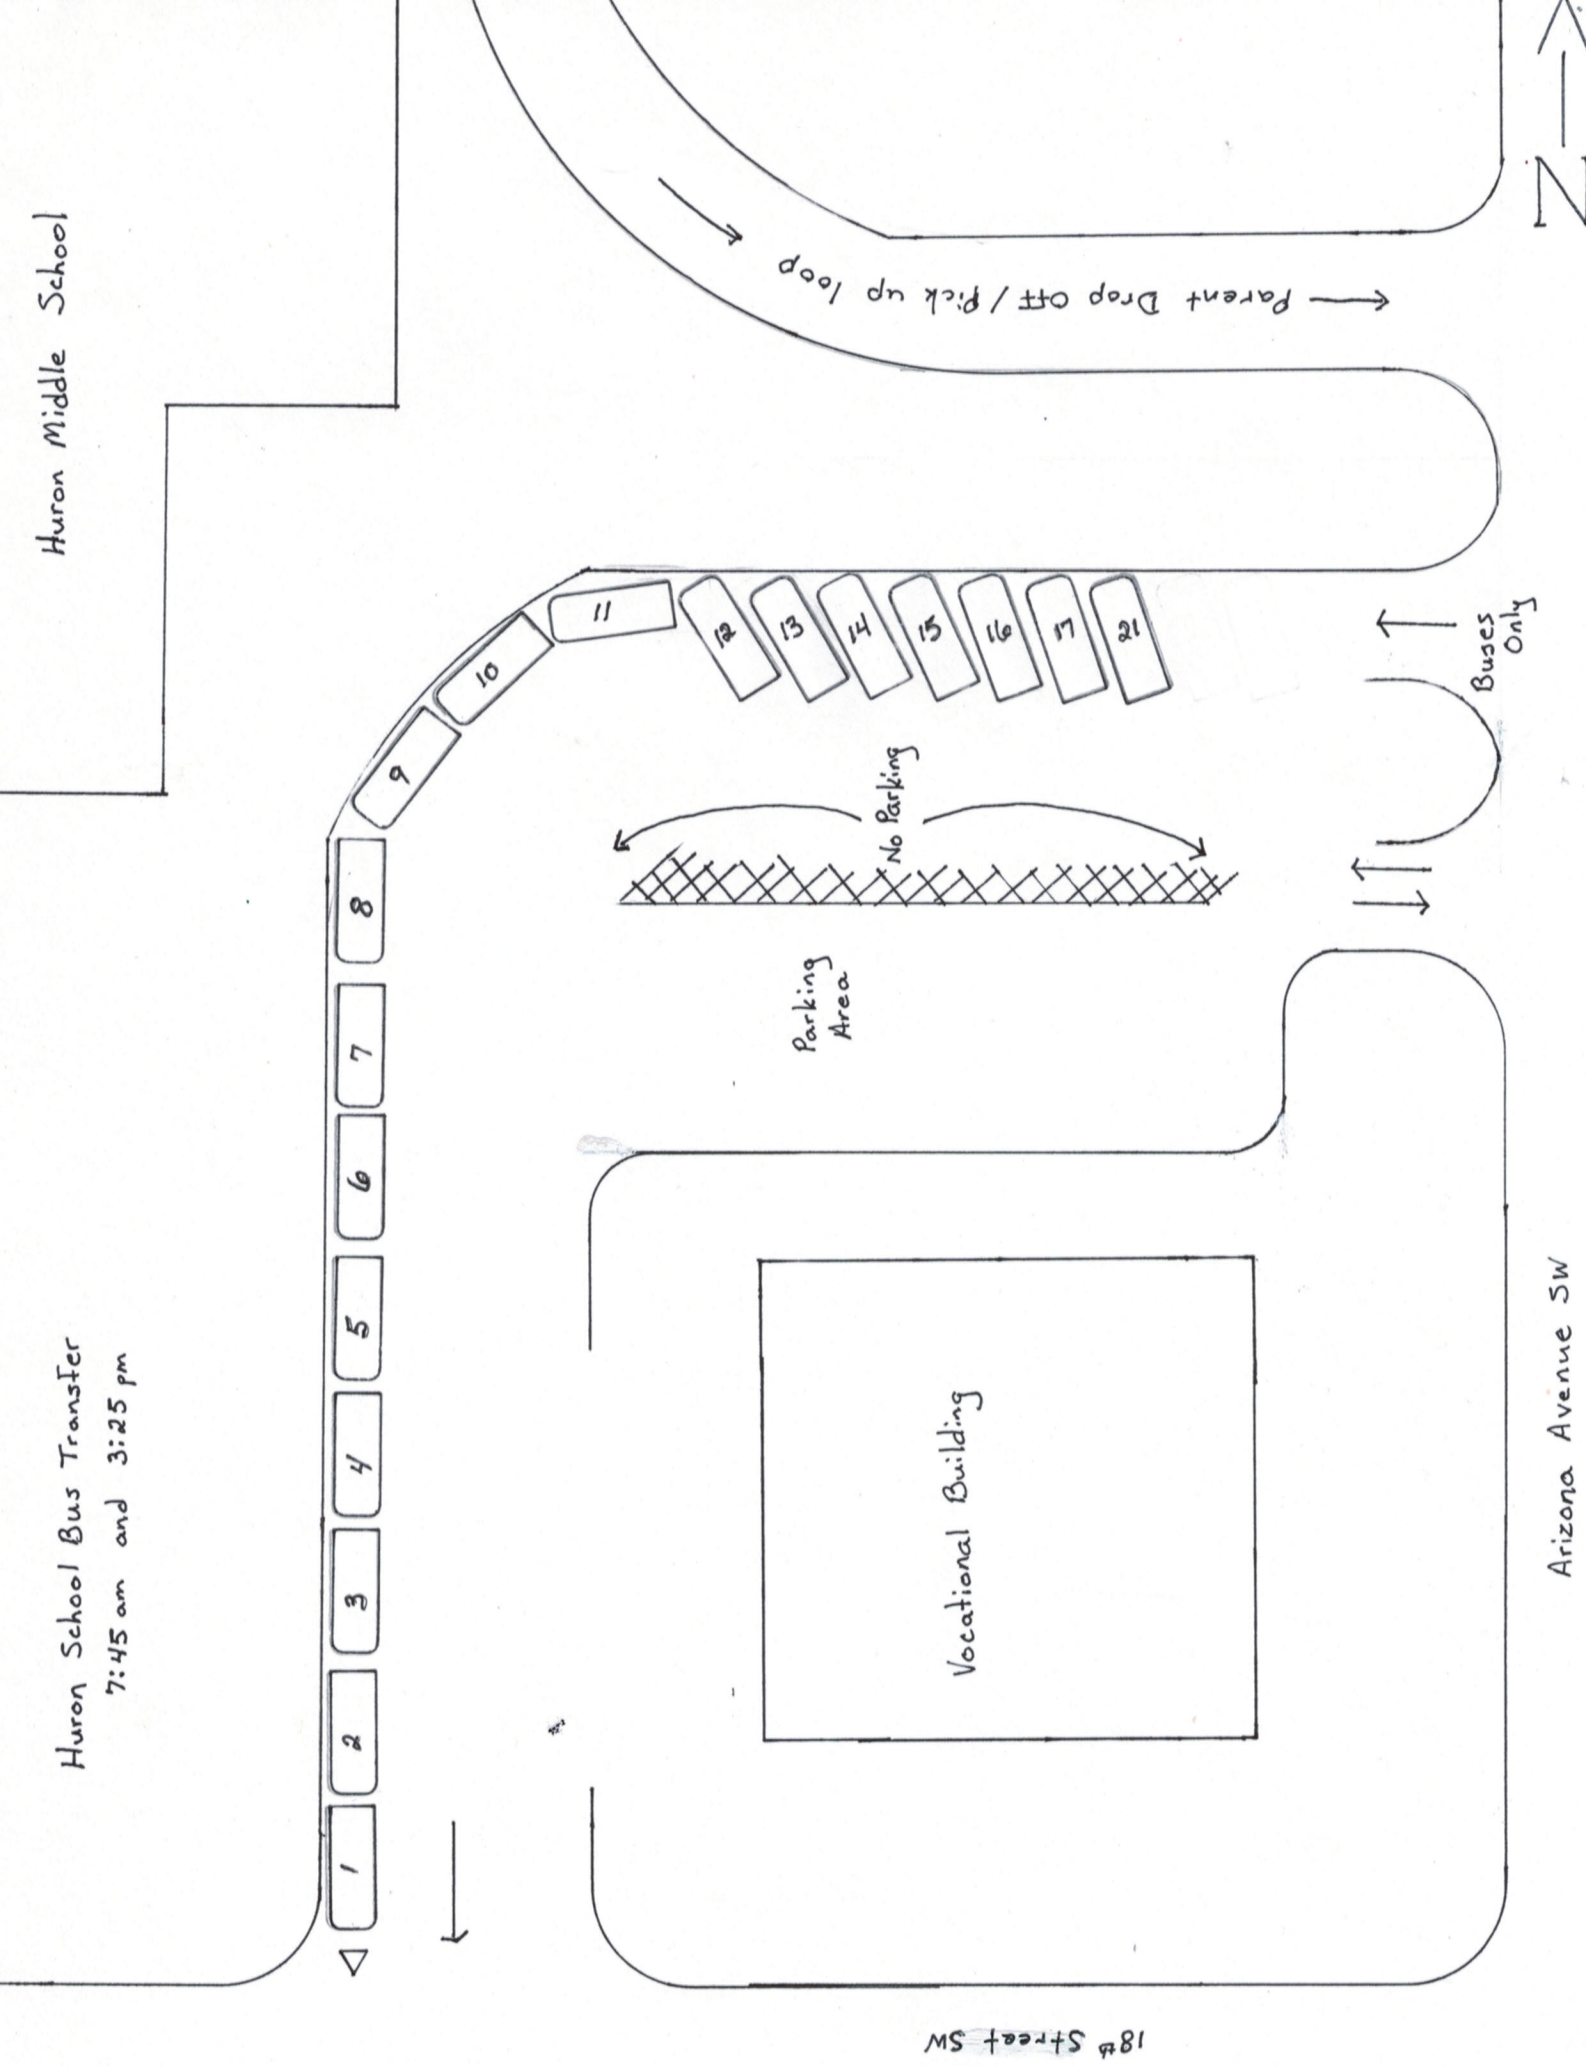 Huron Middle School
Huron School Bus Transfer
7:45 am and 3:25 pm
Parent Drop Off / Pick up loop
N
1
2
3
4
5
6
7
8
9
10
11
12
13
14
15
16
17
21
No Parking
Parking
Area
Buses
Only
Vocational Building
Arizona Avenue SW
18th Street SW